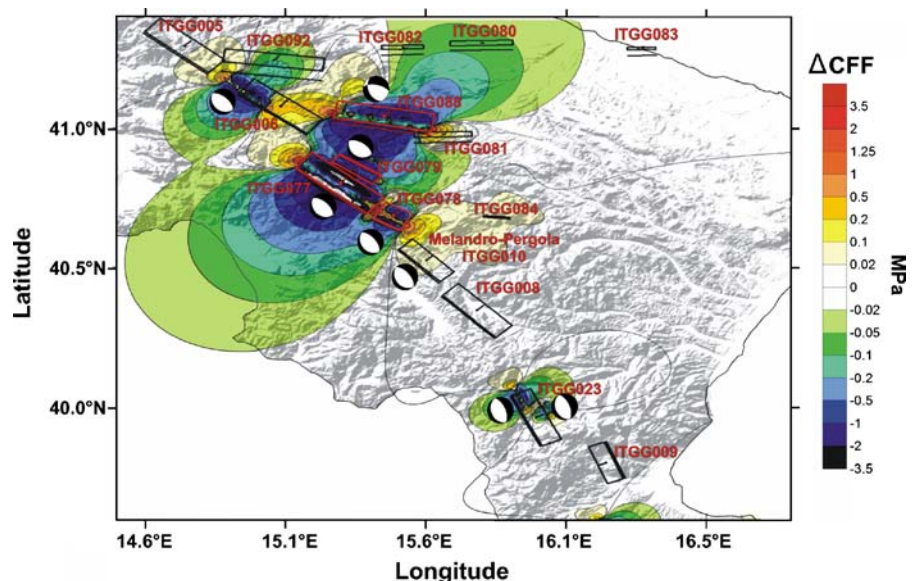 ITGG005
ITGG092
ITGG082
ITGG080
ITGG083
ΔCFF
ITGG088
ITGG006
ITGG081
ITGG079
ITGG077
ITGG078
ITGG084
Melandro-Pergola
ITGG010
ITGG008
ITGG023
ITGG009
41.0°N
40.5°N
40.0°N
Latitude
14.6°E
15.1°E
15.6°E
16.1°E
16.5°E
Longitude
3.5
2
1.25
1
0.5
0.2
0.1
0.02
0
-0.02
-0.05
-0.1
-0.2
-0.5
-1
-3.5
MPa